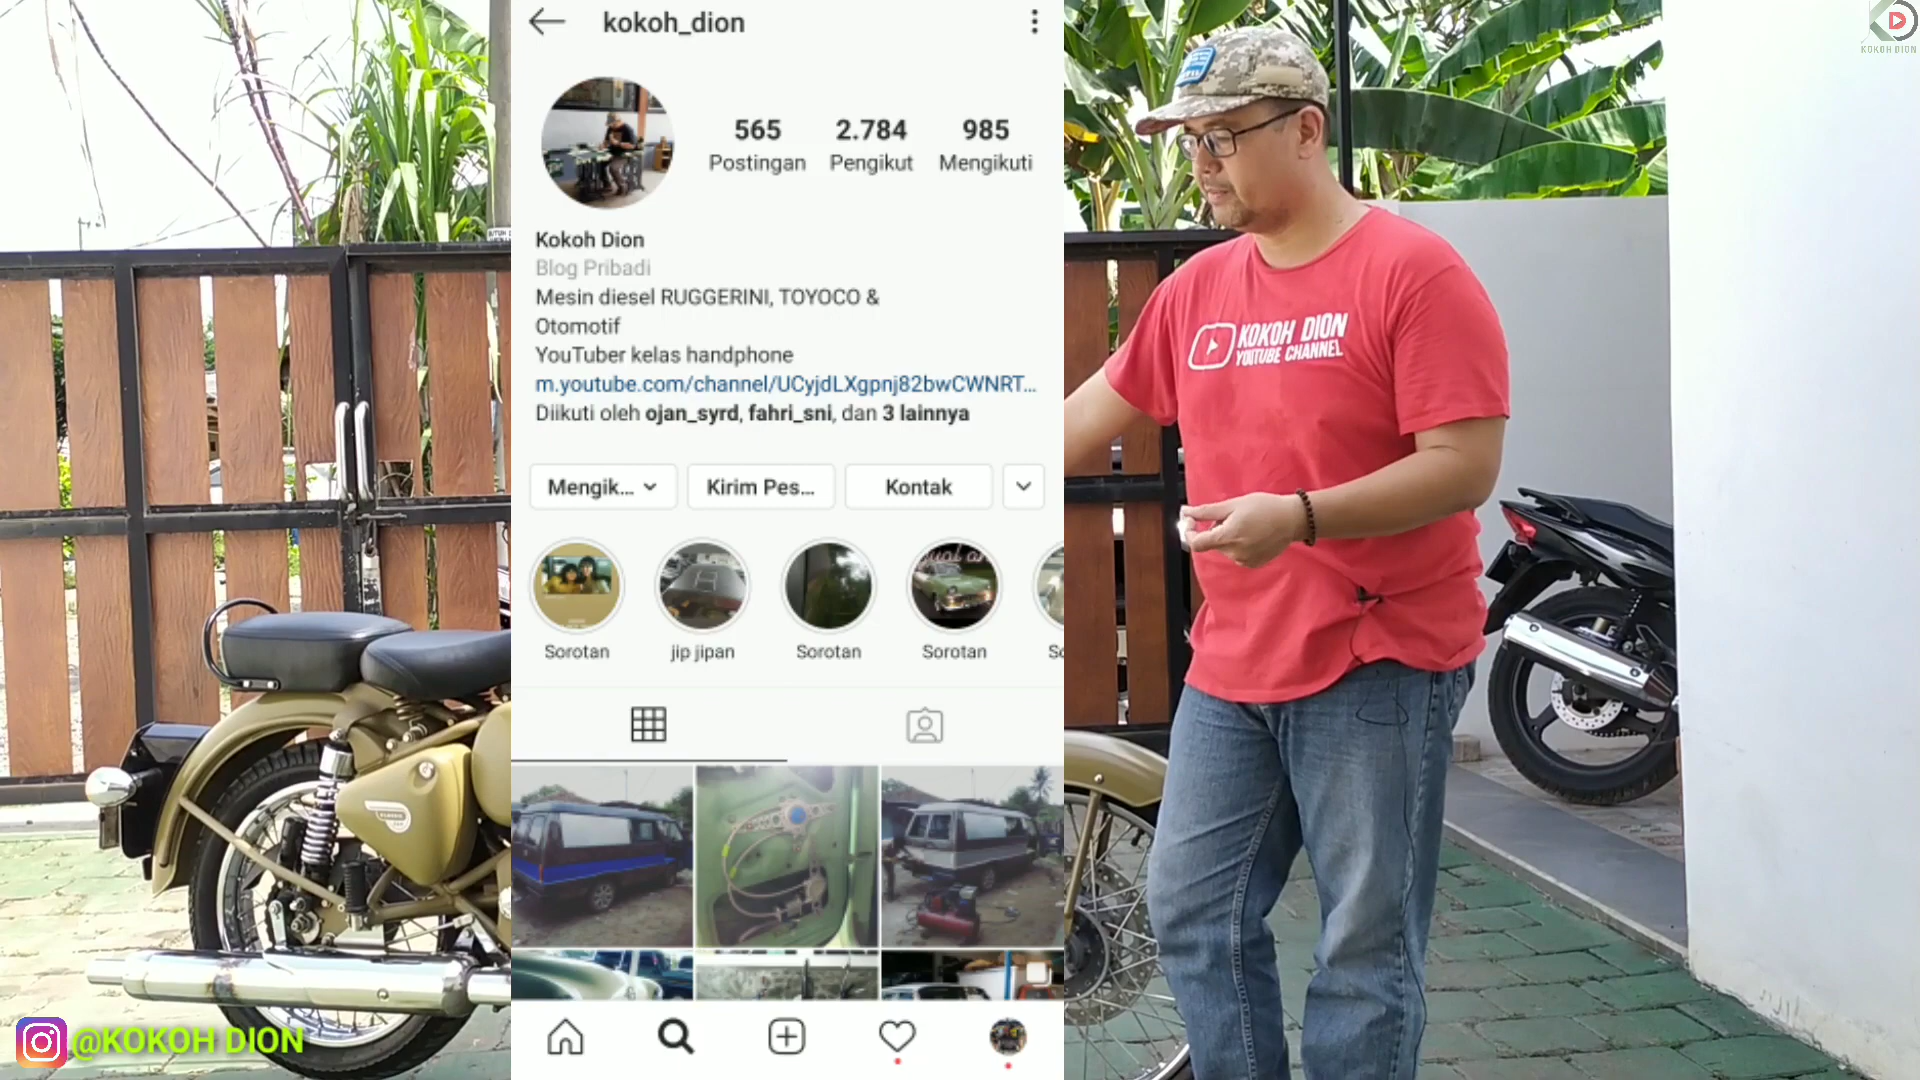 kokoh_dion
565
2.784
985
Postingan
Pengikut
Mengikuti
Kokoh Dion
Blog Pribadi
Mesin diesel RUGGERINI, TOYOCO &
Otomotif
YouTuber kelas handphone
m.youtube.com/channel/UCyjdLXgpnj82bwCWNRT...
Diikuti oleh ojan_syrd, fahri_sni, dan 3 lainnya
Mengik...
Kirim Pes...
Kontak
Sorotan
jip jipan
Sorotan
Sorotan
@KOKOH DION
KOKOH DION
YOUTUBE CHANNEL
KOKOH DION